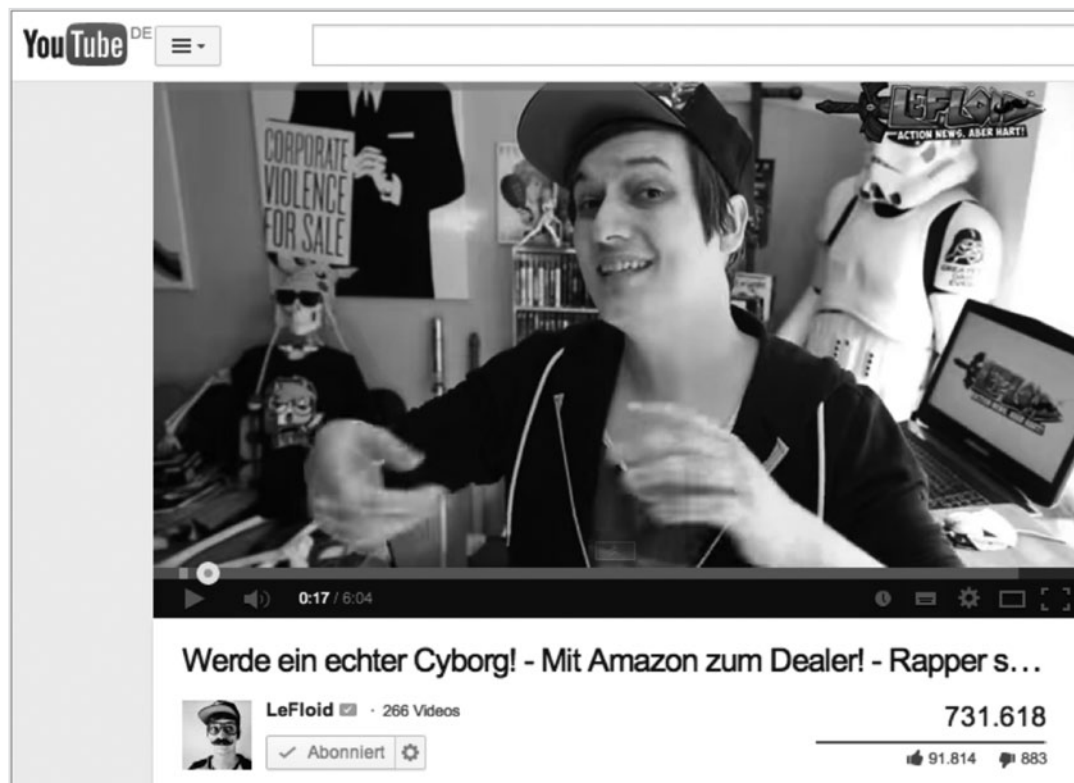 YouTube DE
LEFLOID
ACTION NEWS. ABER HART!
CORPORATE
VIOLENCE
FOR SALE
0:17 / 6:04
Werde ein echter Cyborg! - Mit Amazon zum Dealer! - Rapper s...
LeFloid · 266 Videos
731.618
Abonniert
91.814 883